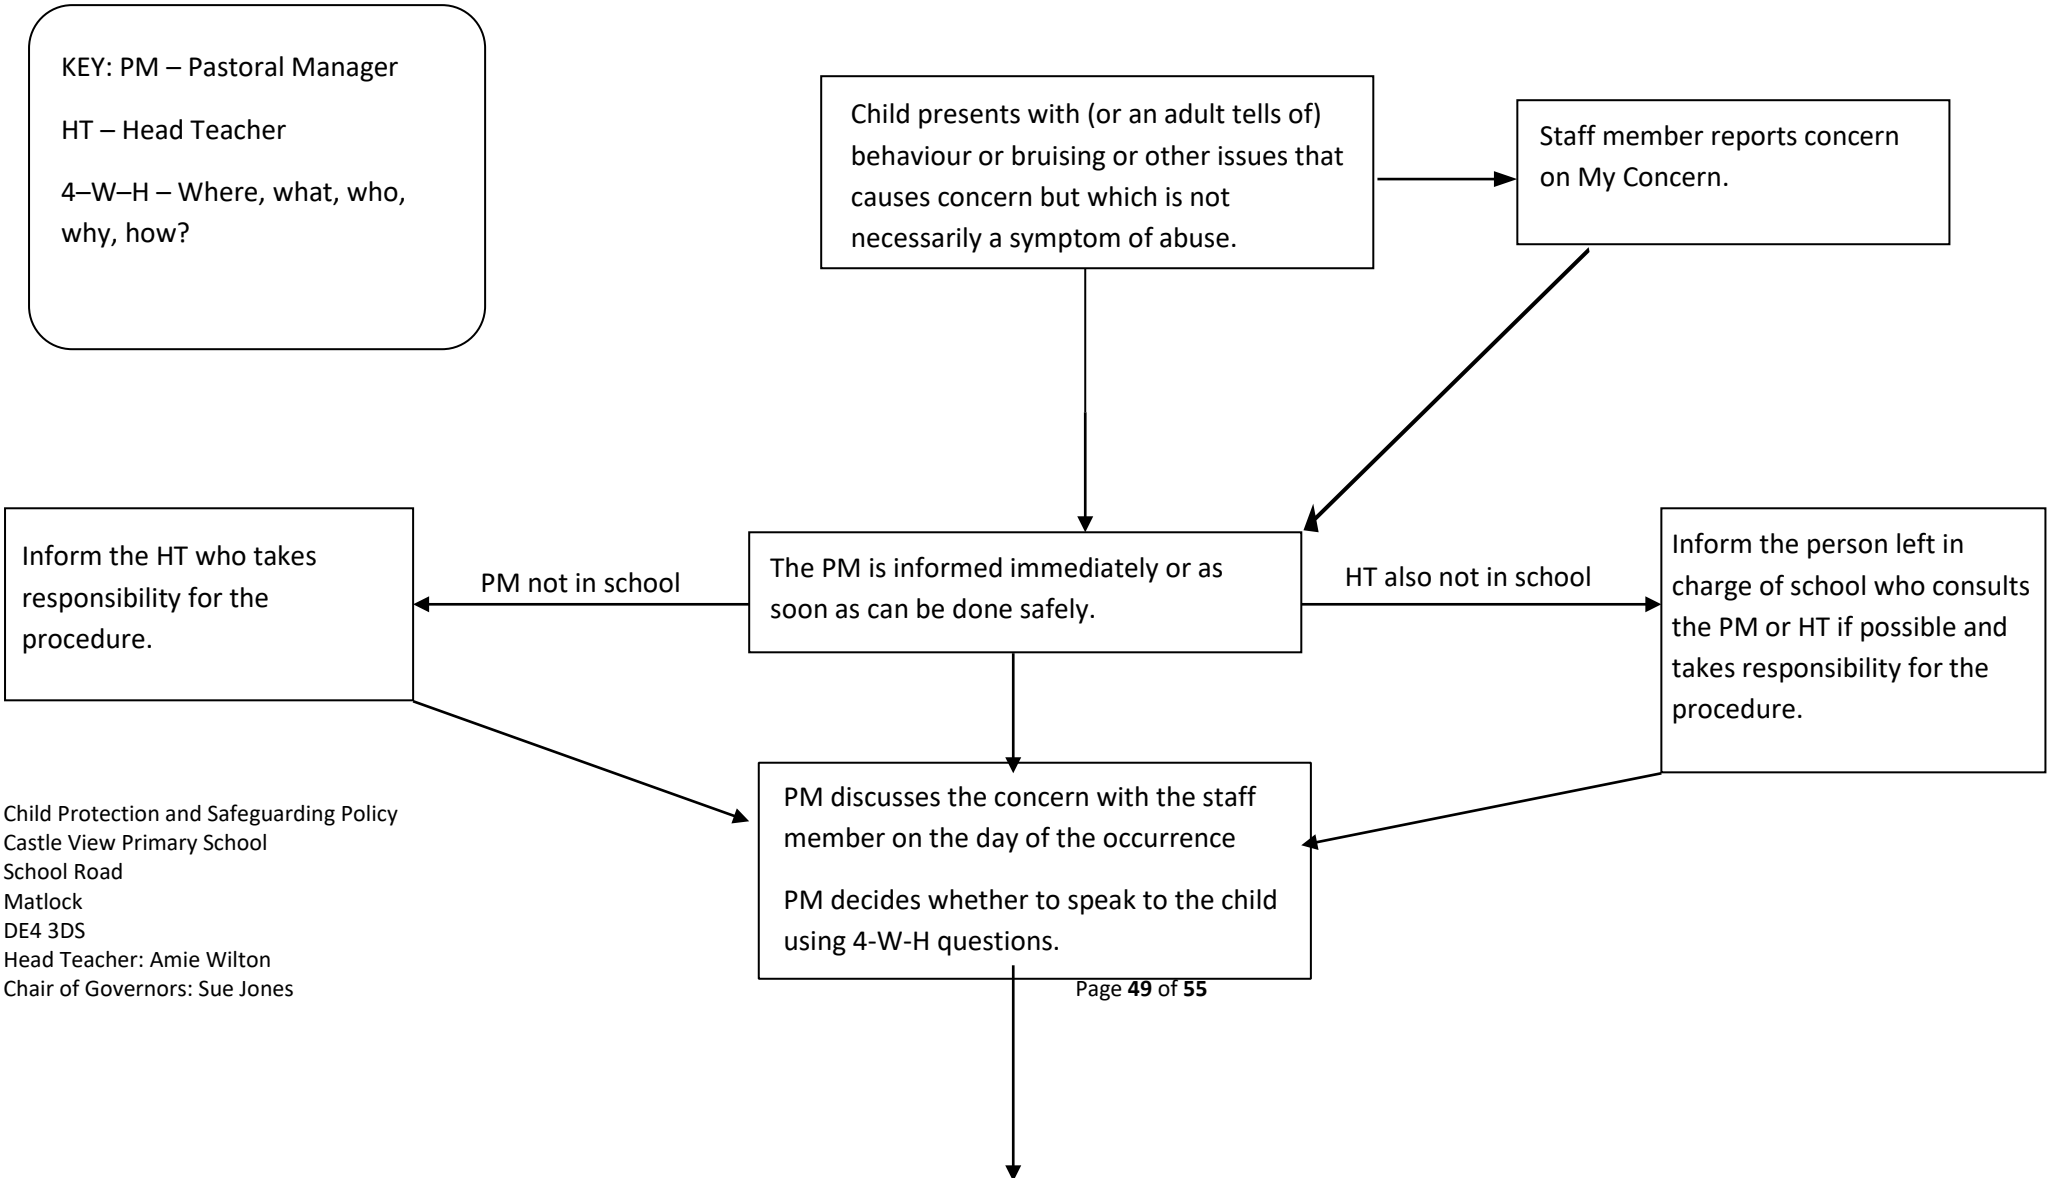 KEY: PM – Pastoral Manager
HT – Head Teacher
4–W–H – Where, what, who,
why, how?
Child presents with (or an adult tells of)
behaviour or bruising or other issues that
causes concern but which is not
necessarily a symptom of abuse.
Staff member reports concern
on My Concern.
Inform the HT who takes
responsibility for the
procedure.
PM not in school
The PM is informed immediately or as
soon as can be done safely.
HT also not in school
Inform the person left in
charge of school who consults
the PM or HT if possible and
takes responsibility for the
procedure.
PM discusses the concern with the staff
member on the day of the occurrence
PM decides whether to speak to the child
using 4-W-H questions.
Child Protection and Safeguarding Policy
Castle View Primary School
School Road
Matlock
DE4 3DS
Head Teacher: Amie Wilton
Chair of Governors: Sue Jones
Page 49 of 55